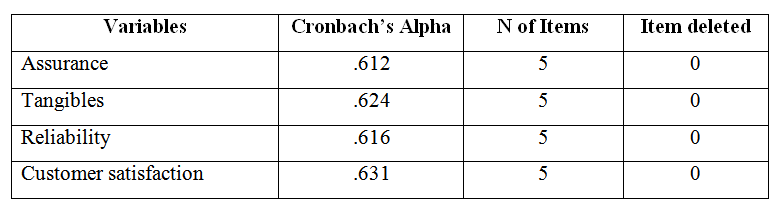 Variables Cronbach’s Alpha N of Items Item deleted
Assurance .612 5 0
Tangibles .624 5 0
Reliability .616 5 0
Customer satisfaction .631 5 0